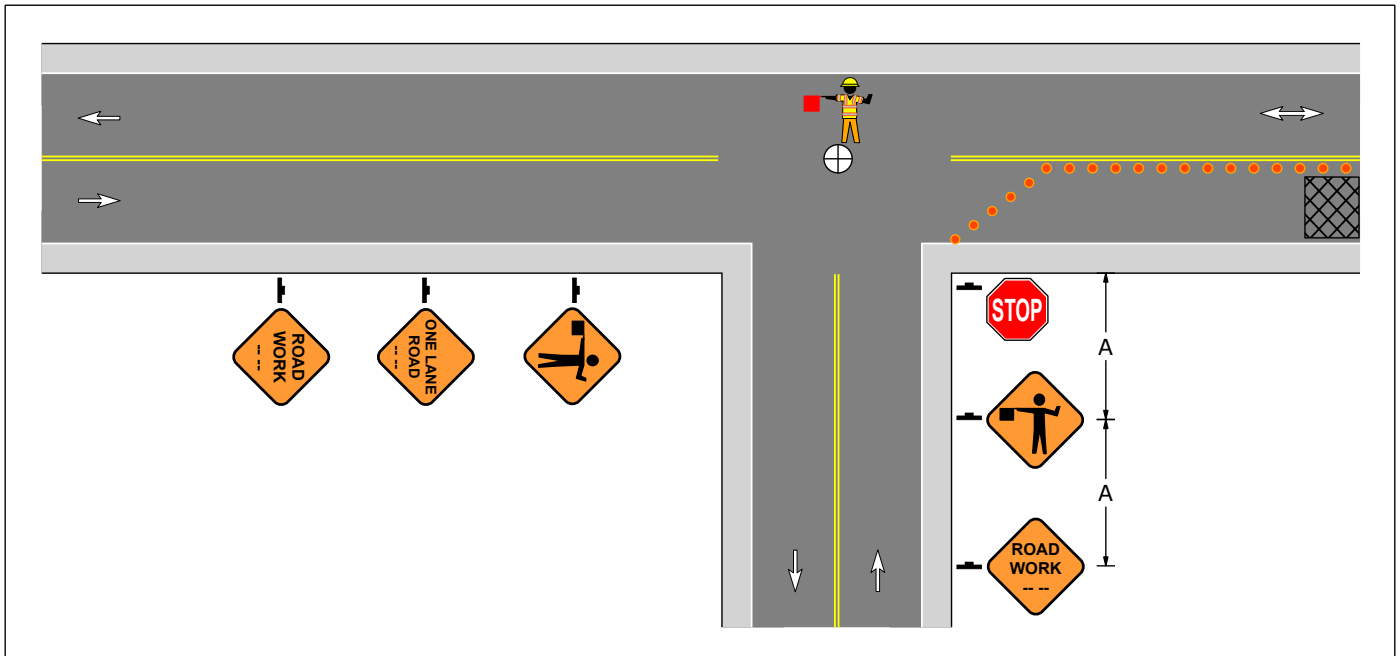 ROAD
WORK
-- --
ONE LANE
ROAD
-- --
STOP
A
A
ROAD
WORK
-- --